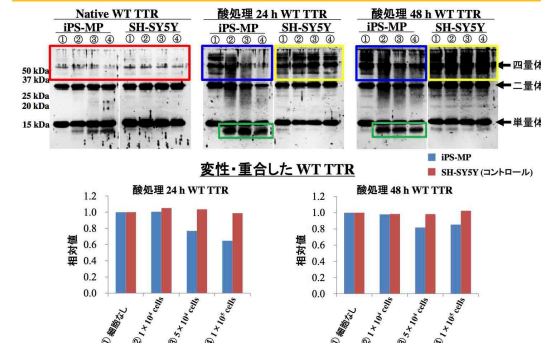 Native WT TTR
酸処理 24 h WT TTR
酸処理 48 h WT TTR
iPS-MP SH-SY5Y
iPS-MP SH-SY5Y
iPS-MP SH-SY5Y
① ② ③ ④ ① ② ③ ④
① ② ③ ④ ① ② ③ ④
① ② ③ ④ ① ② ③ ④
50 kDa
37 kDa
25 kDa
20 kDa
15 kDa
四量体
二量体
単量体
変性・重合した WT TTR
iPS-MP
SH-SY5Y (コントロール)
酸処理 24 h WT TTR
相対値
1.2
1.0
0.8
0.6
0.4
0.2
0.0
① 細胞なし
② 1 × 10⁴ cells
③ 5 × 10⁴ cells
④ 1 × 10⁵ cells
酸処理 48 h WT TTR
相対値
1.2
1.0
0.8
0.6
0.4
0.2
0.0
① 細胞なし
② 1 × 10⁴ cells
③ 5 × 10⁴ cells
④ 1 × 10⁵ cells